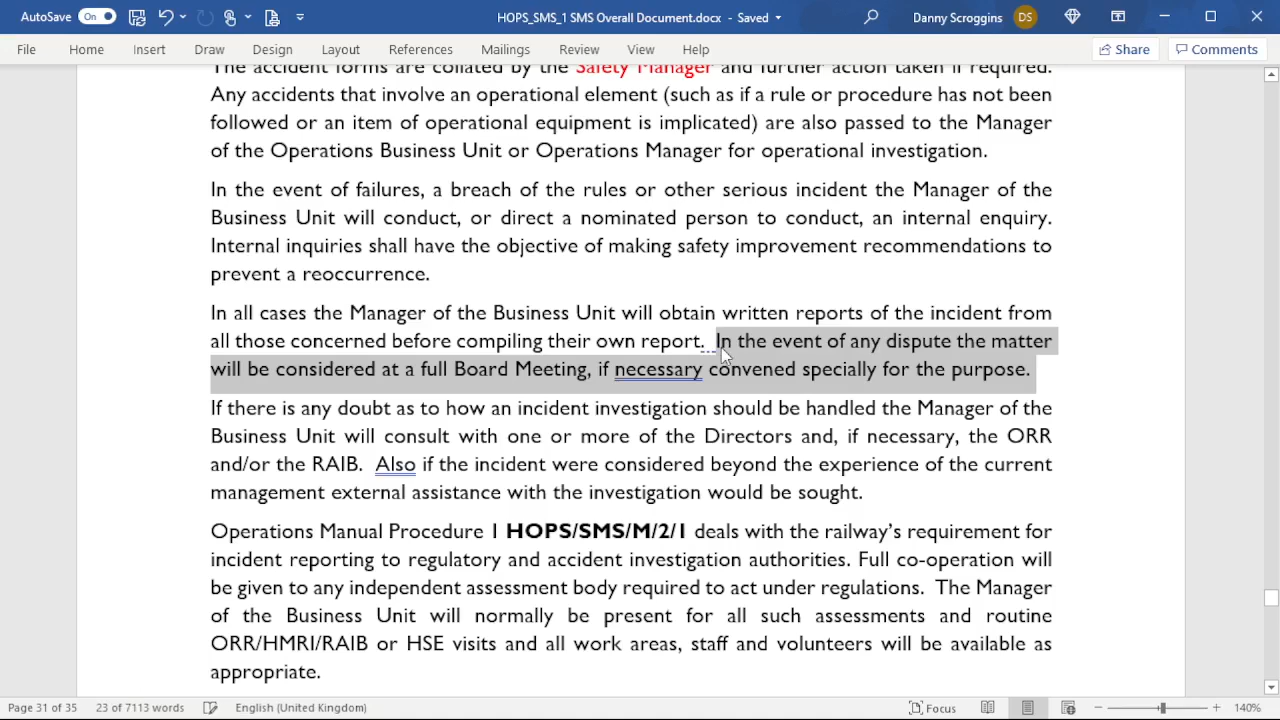 AutoSave On HOPS_SMS_1 SMS Overall Document.docx - Saved Danny Scroggins DS
File Home Insert Draw Design Layout References Mailings Review View Help Share Comments
The accident forms are collated by the Safety Manager and further action taken if required.
Any accidents that involve an operational element (such as if a rule or procedure has not been
followed or an item of operational equipment is implicated) are also passed to the Manager
of the Operations Business Unit or Operations Manager for operational investigation.
In the event of failures, a breach of the rules or other serious incident the Manager of the
Business Unit will conduct, or direct a nominated person to conduct, an internal enquiry.
Internal inquiries shall have the objective of making safety improvement recommendations to
prevent a reoccurrence.
In all cases the Manager of the Business Unit will obtain written reports of the incident from
all those concerned before compiling their own report. In the event of any dispute the matter
will be considered at a full Board Meeting, if necessary convened specially for the purpose.
If there is any doubt as to how an incident investigation should be handled the Manager of the
Business Unit will consult with one or more of the Directors and, if necessary, the ORR
and/or the RAIB. Also if the incident were considered beyond the experience of the current
management external assistance with the investigation would be sought.
Operations Manual Procedure 1 HOPS/SMS/M/2/1 deals with the railway's requirement for
incident reporting to regulatory and accident investigation authorities. Full co-operation will
be given to any independent assessment body required to act under regulations. The Manager
of the Business Unit will normally be present for all such assessments and routine
ORR/HMRI/RAIB or HSE visits and all work areas, staff and volunteers will be available as
appropriate.
Page 31 of 35 23 of 7113 words English (United Kingdom) Focus 140%